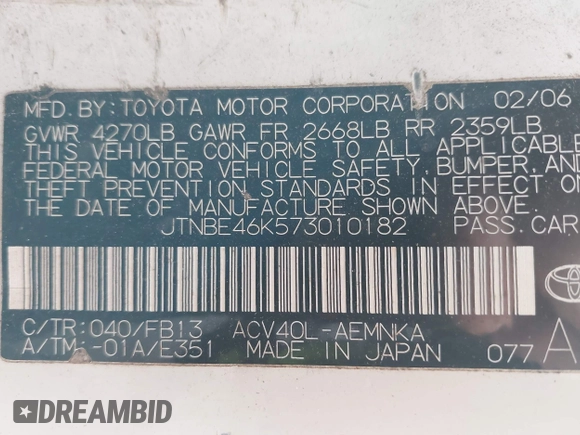 MFD. BY: TOYOTA MOTOR CORPORATION 02/06
GVWR 4270LB GAWR FR 2668LB RR 2359LB
THIS VEHICLE CONFORMS TO ALL APPLICABLE
FEDERAL MOTOR VEHICLE SAFETY, BUMPER, AND
THEFT PREVENTION STANDARDS IN EFFECT ON
THE DATE OF MANUFACTURE SHOWN ABOVE.
JTNBE46K573010182 PASS. CAR
C/TR: 040/FB13 ACV40L-AEMNKA
A/TM: -01A/E351 MADE IN JAPAN 077 A
DREAMBID